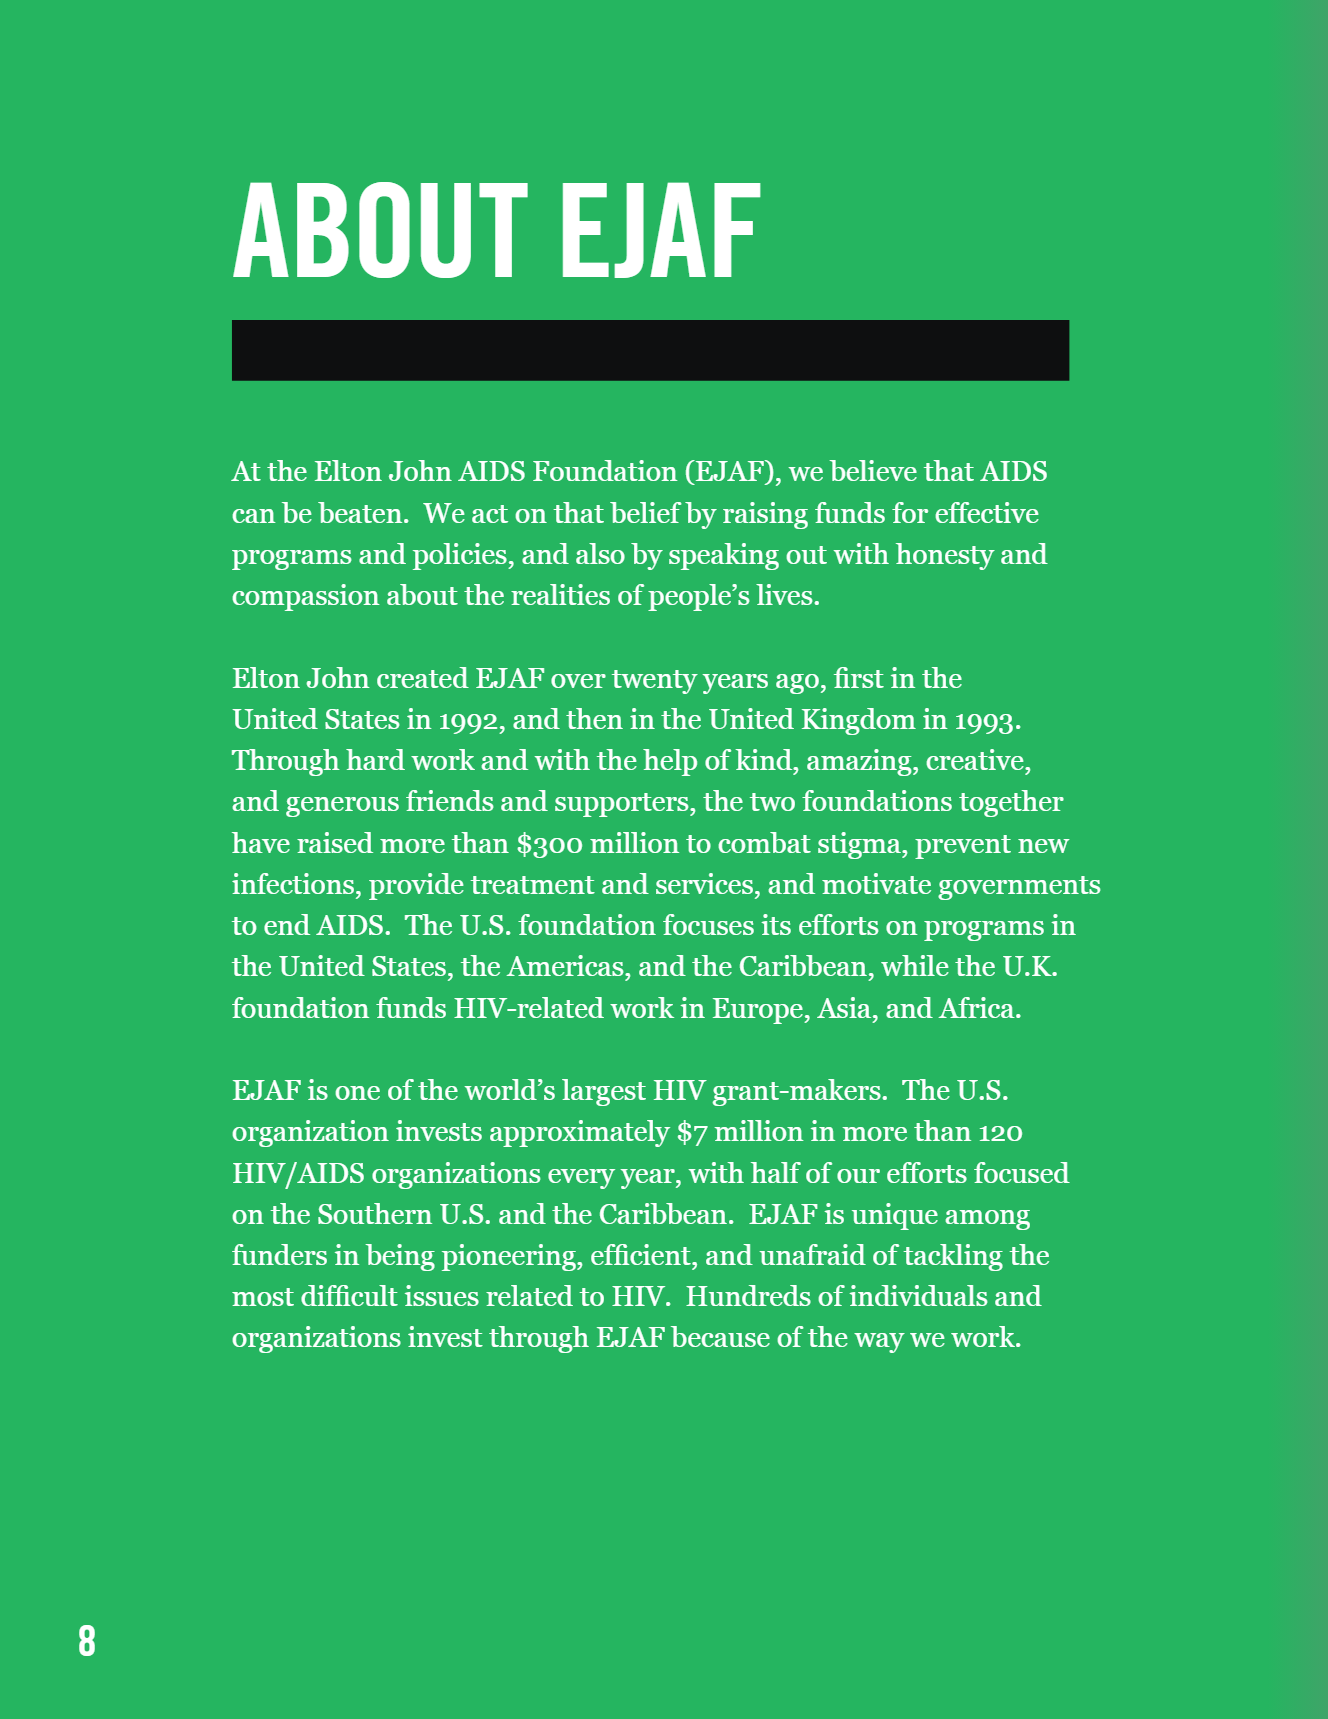 ABOUT EJAF
At the Elton John AIDS Foundation (EJAF), we believe that AIDS
can be beaten.  We act on that belief by raising funds for effective
programs and policies, and also by speaking out with honesty and
compassion about the realities of people’s lives.
Elton John created EJAF over twenty years ago, first in the
United States in 1992, and then in the United Kingdom in 1993.
Through hard work and with the help of kind, amazing, creative,
and generous friends and supporters, the two foundations together
have raised more than $300 million to combat stigma, prevent new
infections, provide treatment and services, and motivate governments
to end AIDS.  The U.S. foundation focuses its efforts on programs in
the United States, the Americas, and the Caribbean, while the U.K.
foundation funds HIV-related work in Europe, Asia, and Africa.
EJAF is one of the world’s largest HIV grant-makers.  The U.S.
organization invests approximately $7 million in more than 120
HIV/AIDS organizations every year, with half of our efforts focused
on the Southern U.S. and the Caribbean.  EJAF is unique among
funders in being pioneering, efficient, and unafraid of tackling the
most difficult issues related to HIV.  Hundreds of individuals and
organizations invest through EJAF because of the way we work.
8